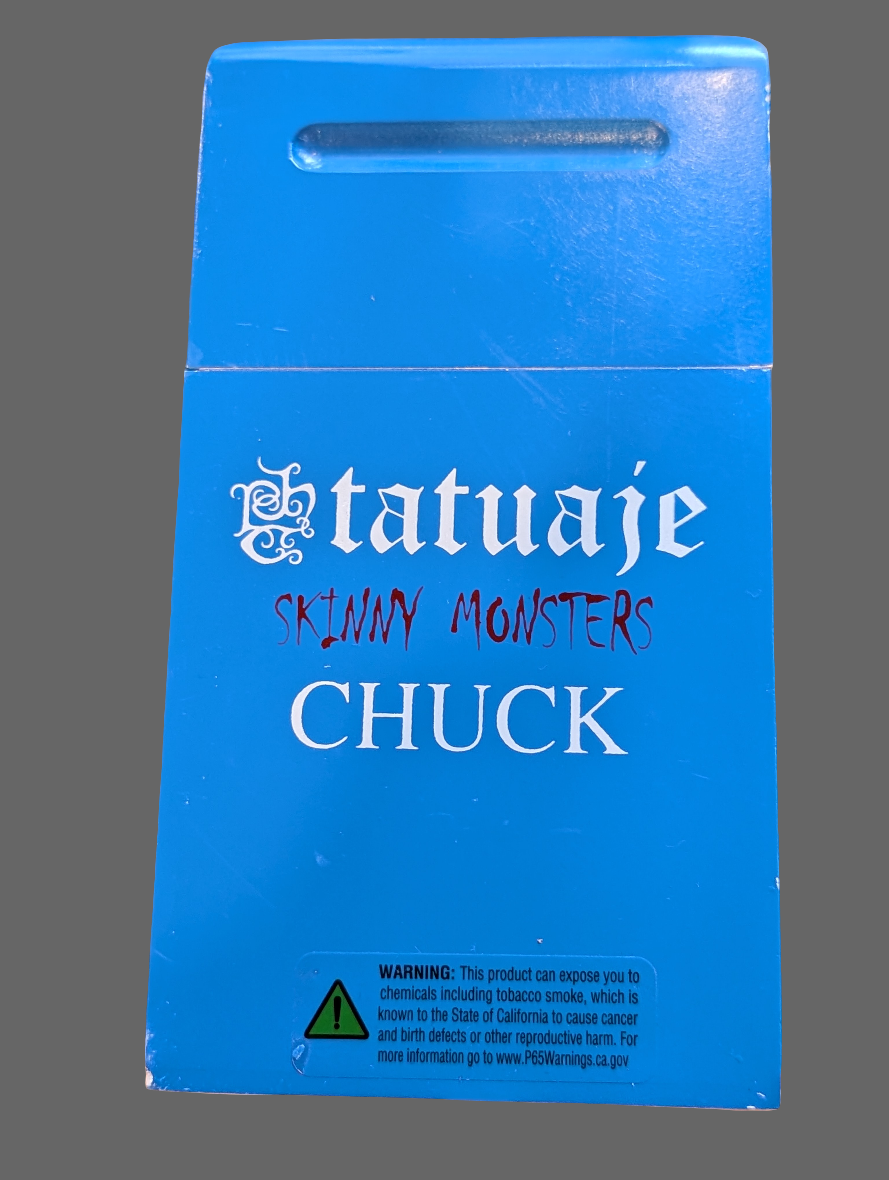 tatuaje
SKINNY MONSTERS
CHUCK
WARNING: This product can expose you to
chemicals including tobacco smoke, which is
known to the State of California to cause cancer
and birth defects or other reproductive harm. For
more information go to www.P65Warnings.ca.gov